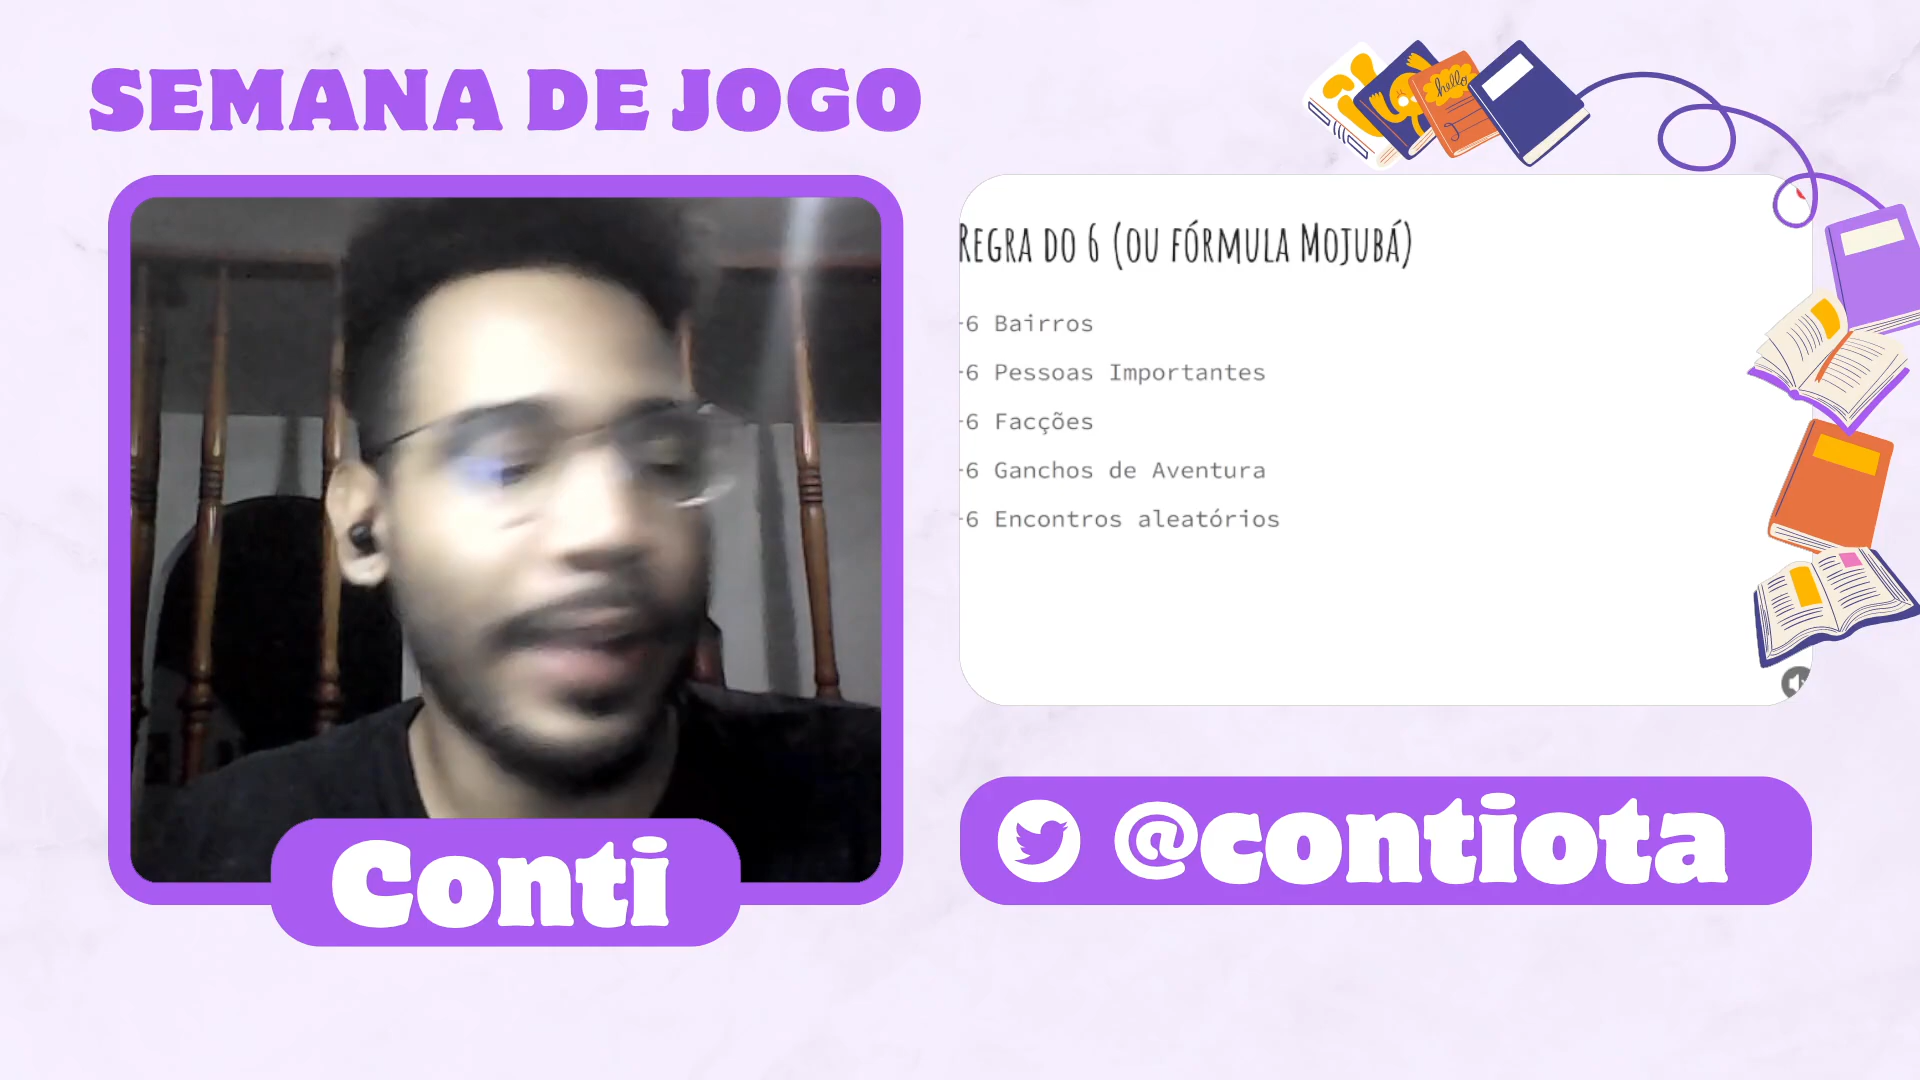 SEMANA DE JOGO
hello
REGRA DO 6 (OU FÓRMULA MOJUBÁ)
-6 Bairros
-6 Pessoas Importantes
-6 Facções
-6 Ganchos de Aventura
-6 Encontros aleatórios
Conti
@contiota